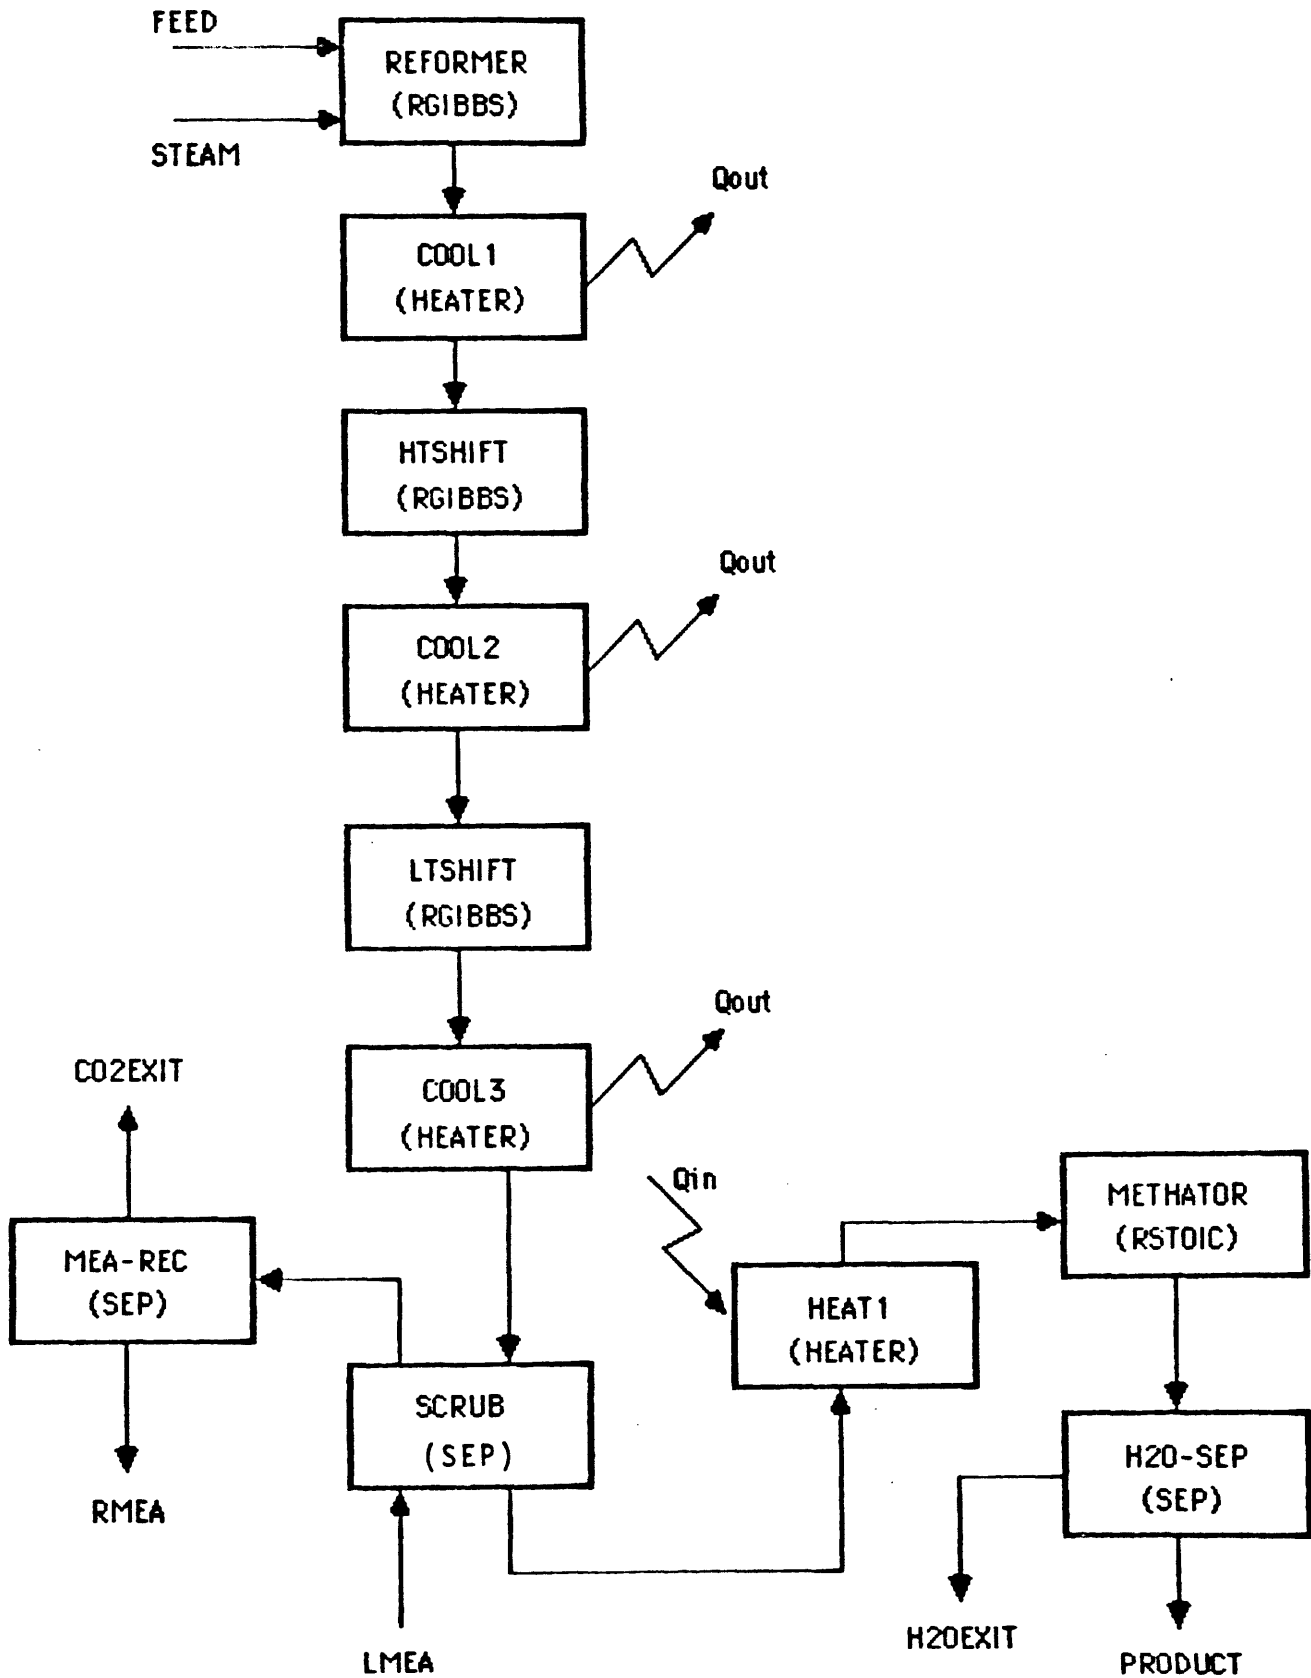 FEED
REFORMER
(RGIBBS)
STEAM
Qout
COOL1
(HEATER)
HTSHIFT
(RGIBBS)
Qout
COOL2
(HEATER)
LTSHIFT
(RGIBBS)
Qout
CO2EXIT
COOL3
(HEATER)
Qin
METHATOR
(RSTOIC)
MEA-REC
(SEP)
HEAT1
(HEATER)
SCRUB
(SEP)
H2O-SEP
(SEP)
RMEA
H2OEXIT
LMEA
PRODUCT